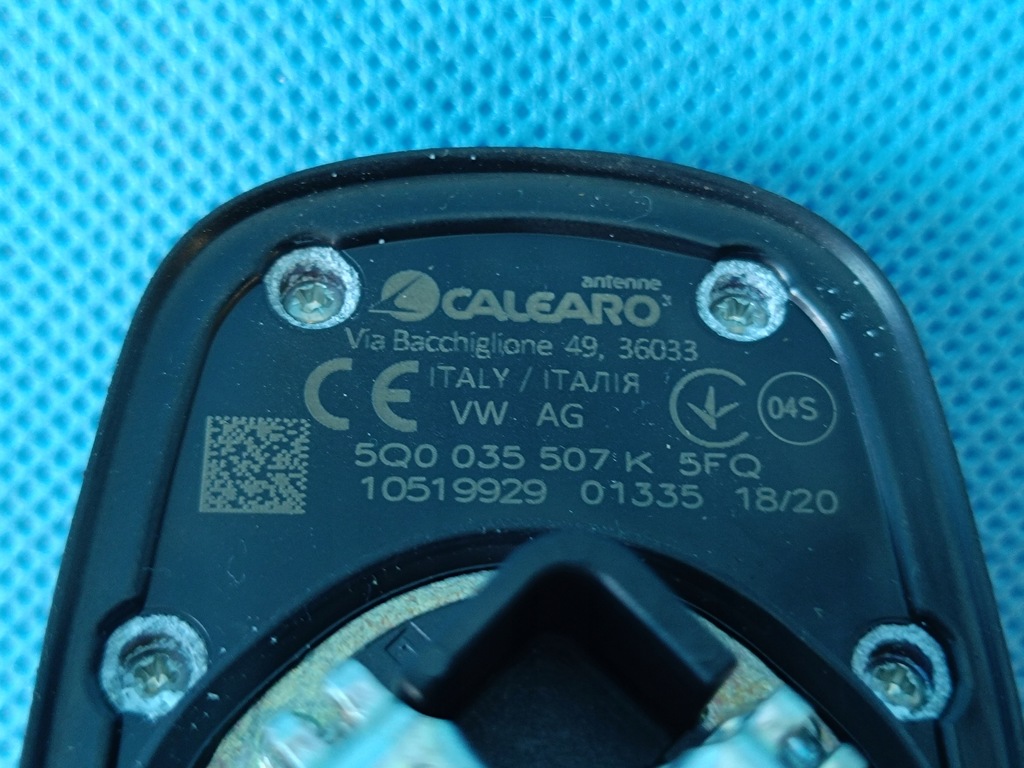 antenne
CALEARO
Via Bacchiglione 49, 36033
CE ITALY / ІТАЛІЯ
VW AG
04S
5Q0 035 507 K 5FQ
10519929 01335 18/20